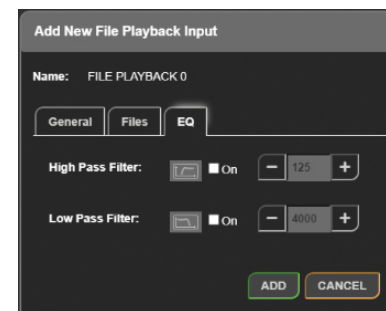 Add New File Playback Input
Name: FILE PLAYBACK 0
General Files EQ
High Pass Filter: On − 125 +
Low Pass Filter: On − 4000 +
ADD CANCEL